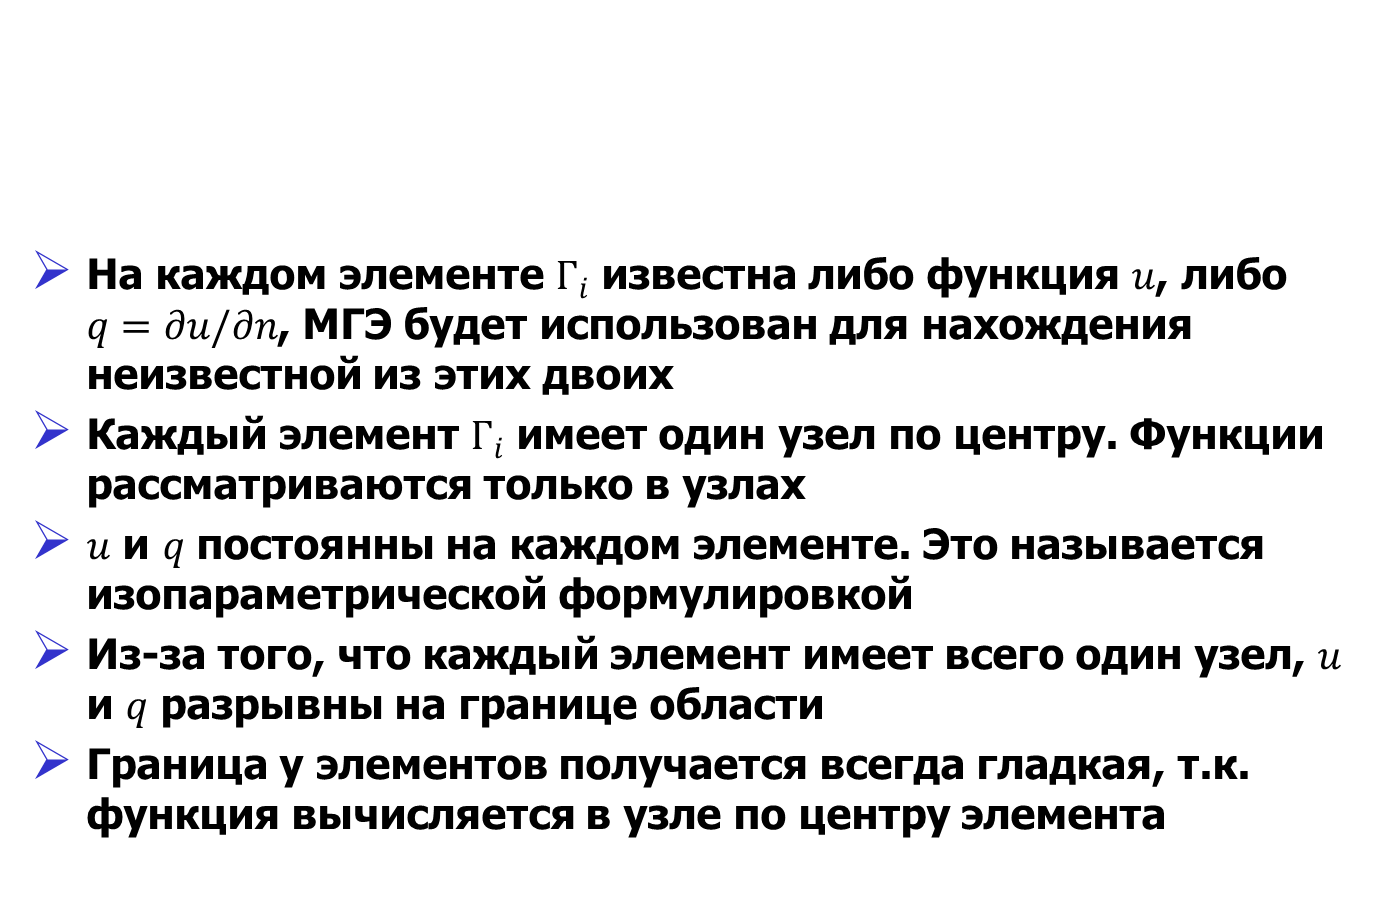 На каждом элементе Γᵢ известна либо функция 𝑢, либо
𝑞 = ∂𝑢/∂𝑛, МГЭ будет использован для нахождения
неизвестной из этих двоих
Каждый элемент Γᵢ имеет один узел по центру. Функции
рассматриваются только в узлах
𝑢 и 𝑞 постоянны на каждом элементе. Это называется
изопараметрической формулировкой
Из-за того, что каждый элемент имеет всего один узел, 𝑢
и 𝑞 разрывны на границе области
Граница у элементов получается всегда гладкая, т.к.
функция вычисляется в узле по центру элемента